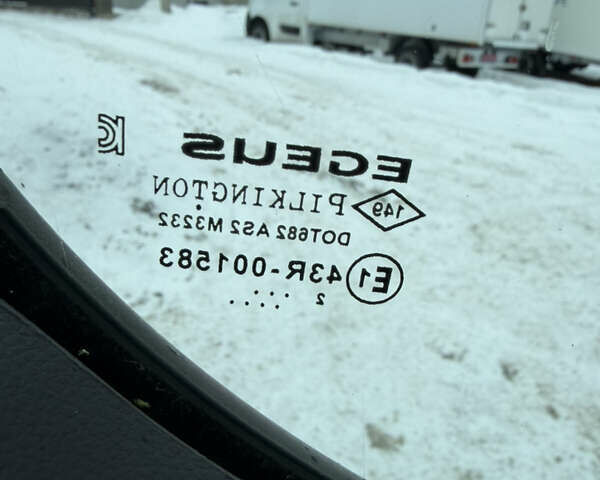 EGEUS
149 PILKINGTON
DOT682 AS2 M3232
E1 43R-001583
2